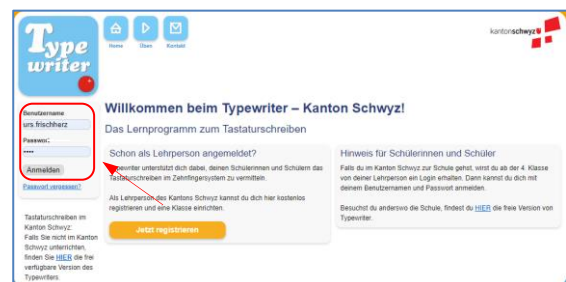 Type
writer
Home Üben Kontakt
kantonschwyz
Benutzername
urs.frischherz
Passwort
••••
Anmelden
Passwort vergessen?
Tastaturschreiben im
Kanton Schwyz:
Falls Sie nicht im Kanton
Schwyz unterrichten,
finden Sie HIER die frei
verfügbare Version des
Typewriters.
Willkommen beim Typewriter – Kanton Schwyz!
Das Lernprogramm zum Tastaturschreiben
Schon als Lehrperson angemeldet?
Typewriter unterstützt dich dabei, deinen Schülerinnen und Schülern das
Tastaturschreiben im Zehnfingersystem zu vermitteln.
Als Lehrperson des Kantons Schwyz kannst du dich hier kostenlos
registrieren und eine Klasse einrichten.
Jetzt registrieren
Hinweis für Schülerinnen und Schüler
Falls du im Kanton Schwyz zur Schule gehst, wirst du ab der 4. Klasse
von deiner Lehrperson ein Login erhalten. Dann kannst du dich mit
deinem Benutzernamen und Passwort anmelden.
Besuchst du anderswo die Schule, findest du HIER die freie Version von
Typewriter.